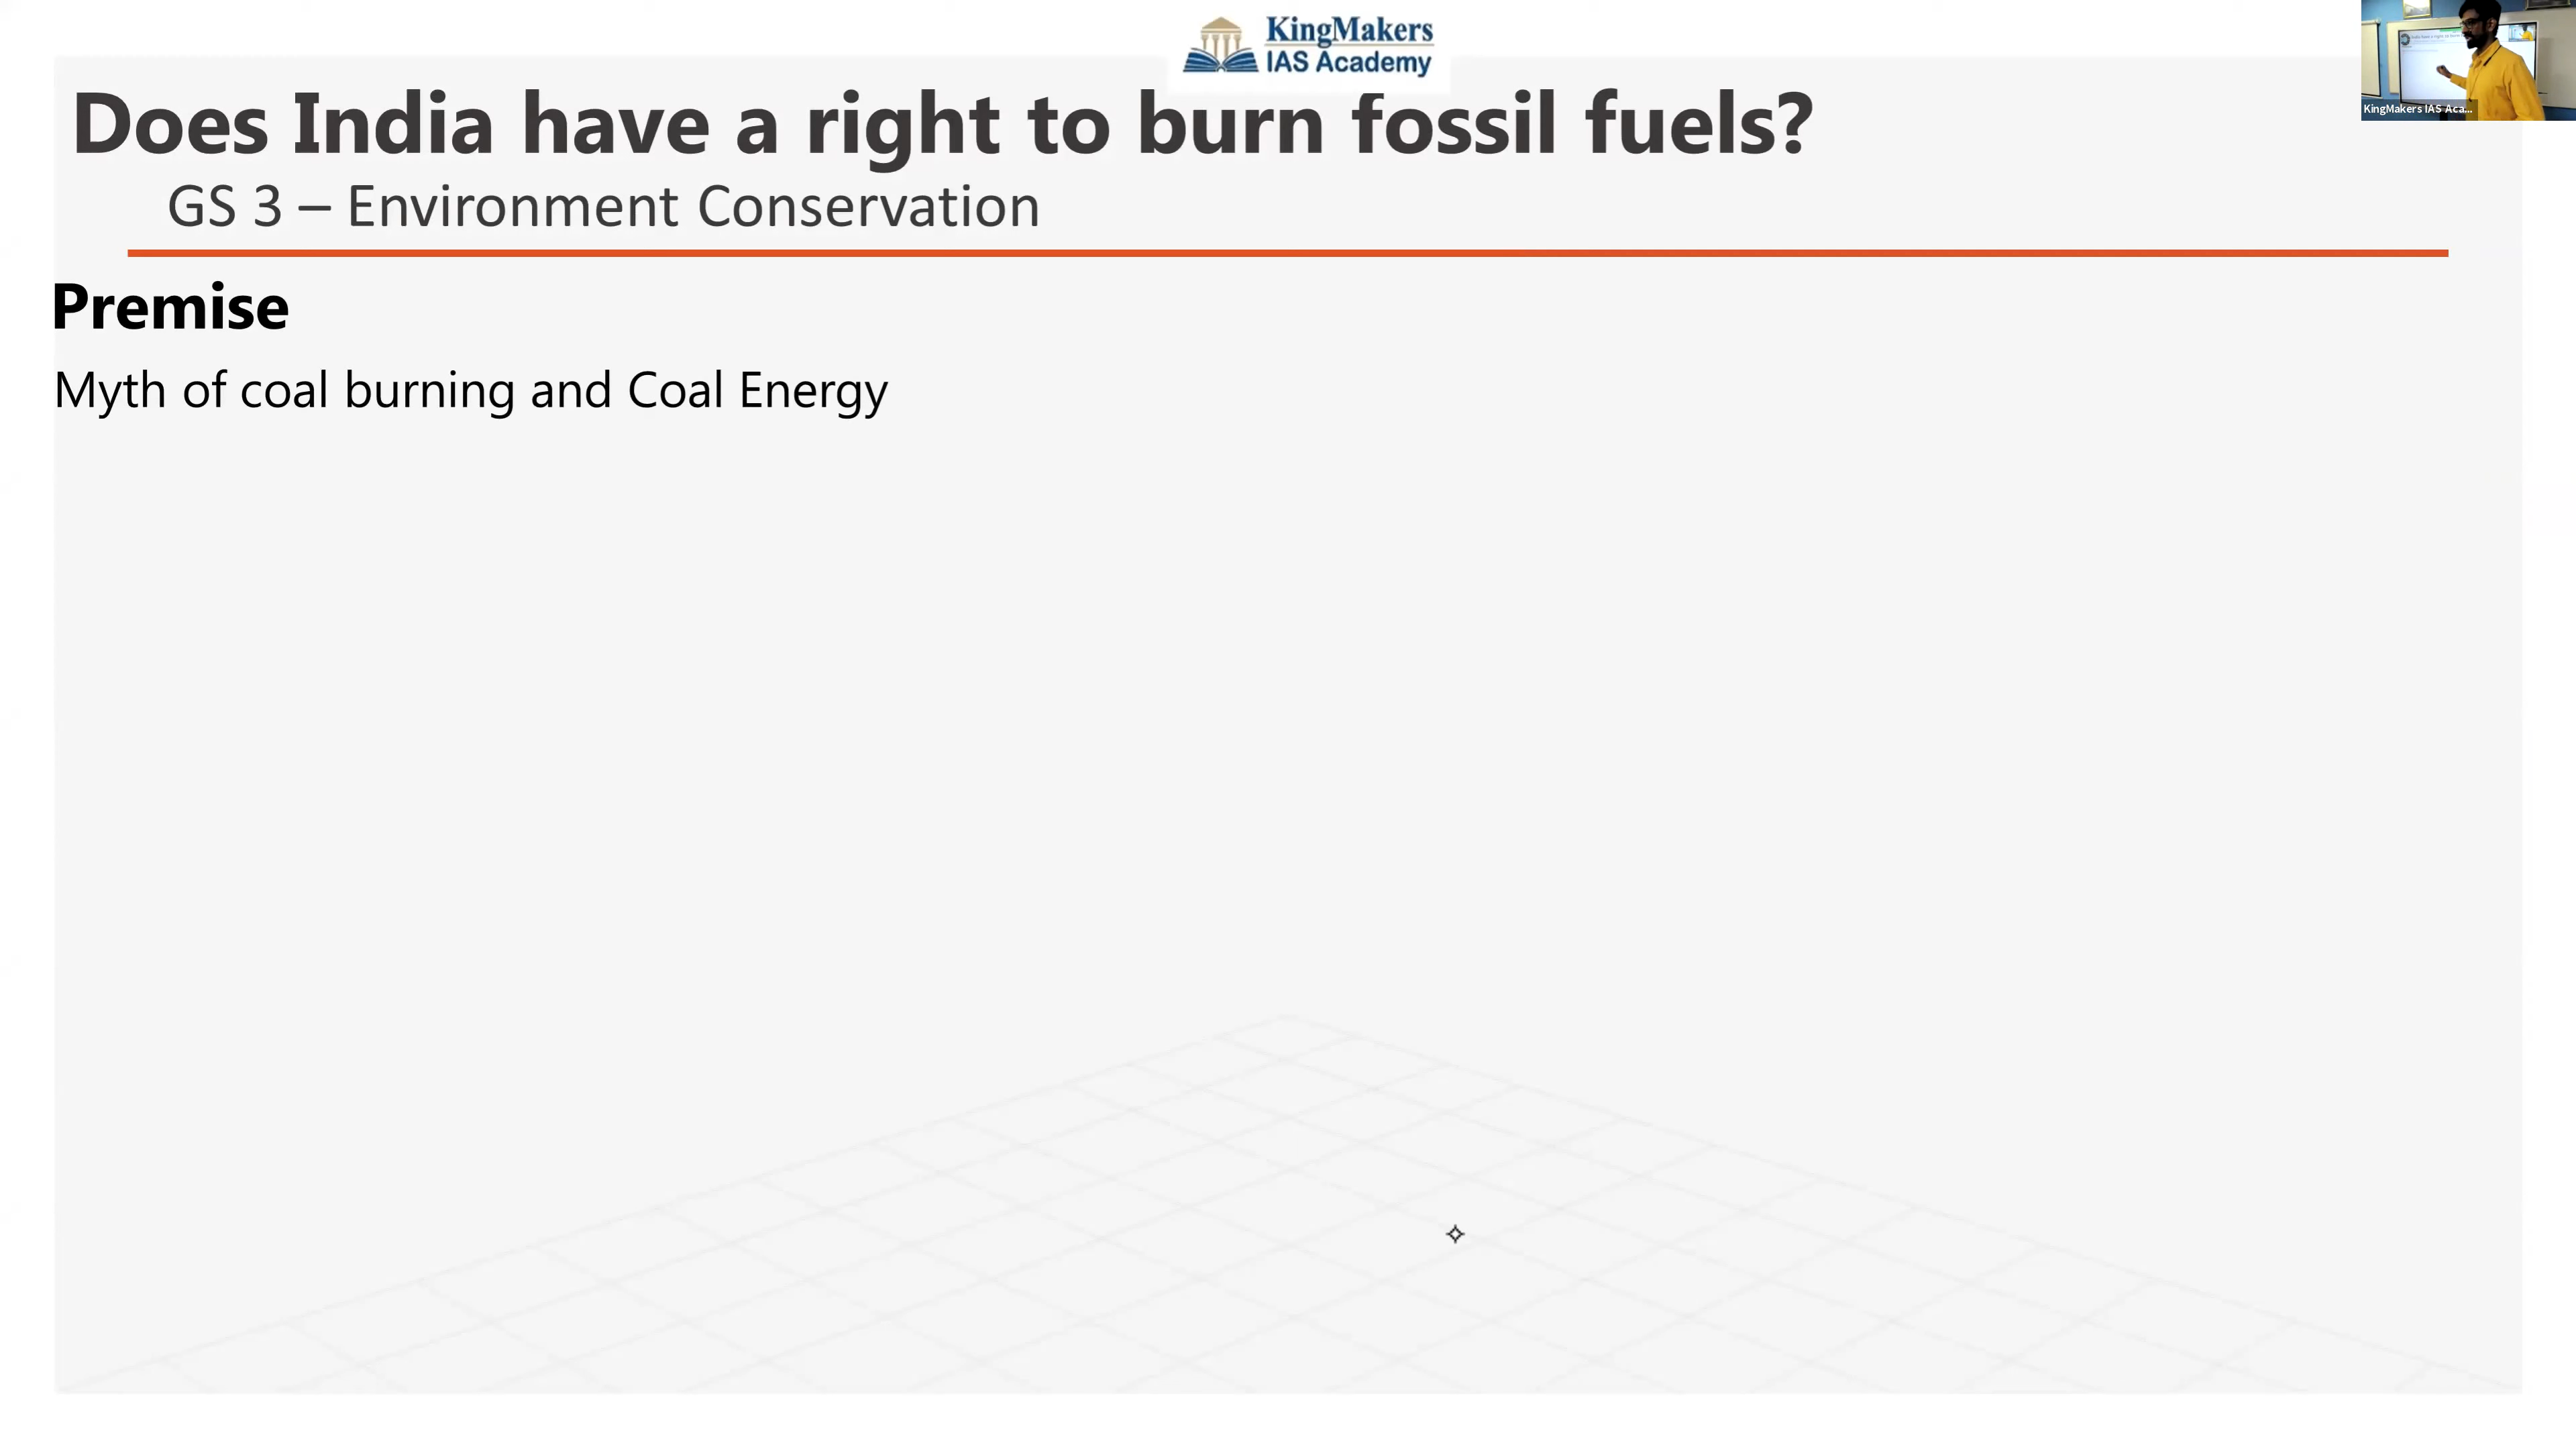 KingMakers
IAS Academy
KingMakers IAS Aca...
Does India have a right to burn fossil fuels?
GS 3 – Environment Conservation
Premise
Myth of coal burning and Coal Energy